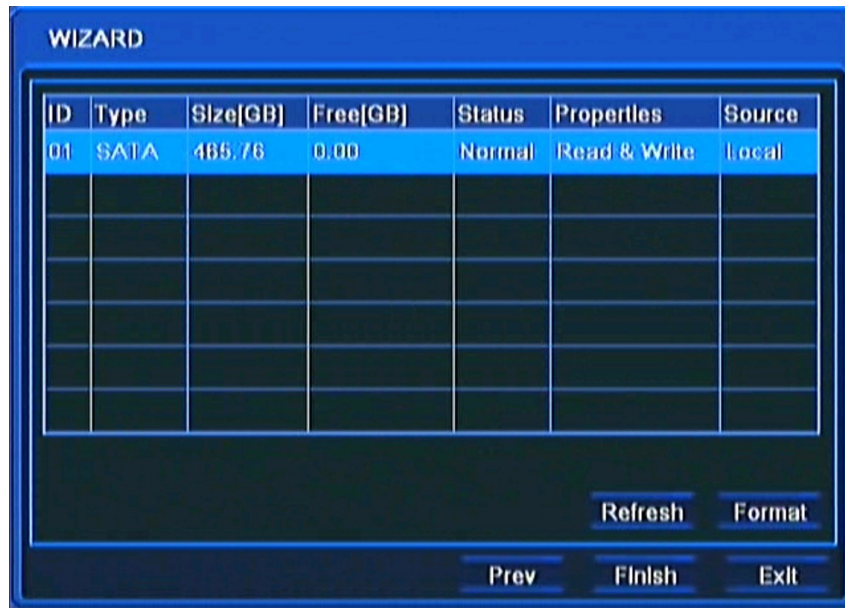 WIZARD
ID Type Size[GB] Free[GB] Status Properties Source
01 SATA 465.76 0.00 Normal Read & Write Local
Refresh Format
Prev Finish Exit